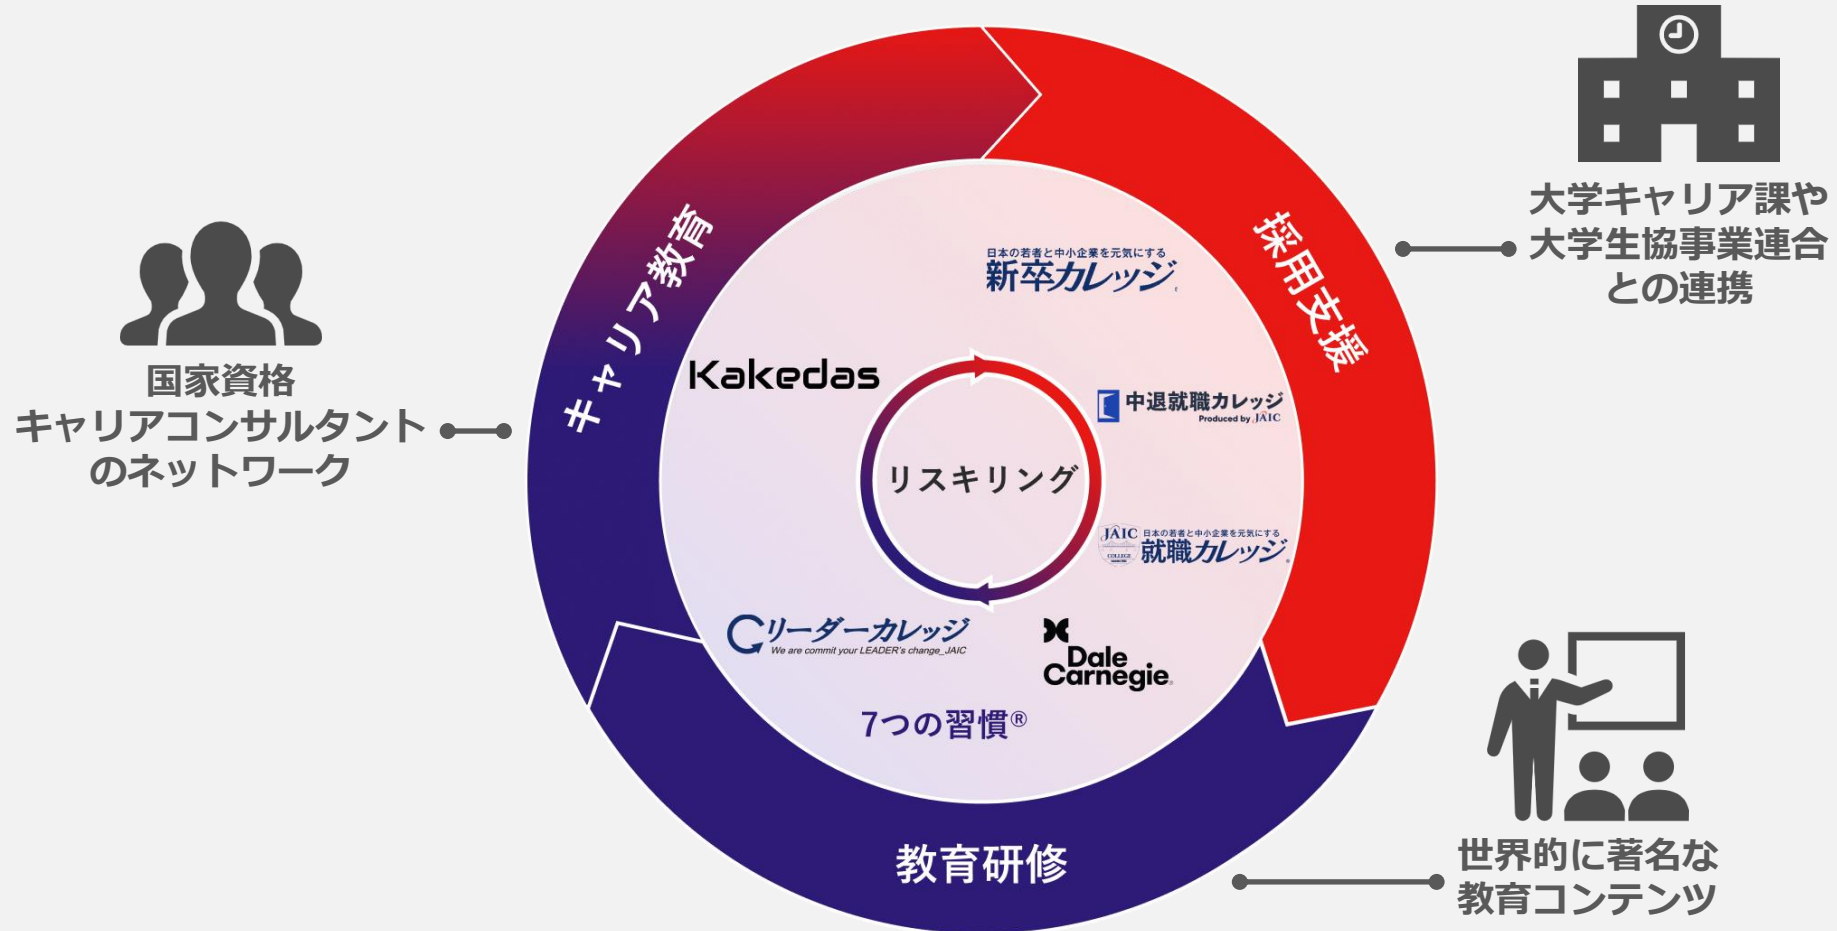 大学キャリア課や
大学生協事業連合
との連携
採用支援
キャリア教育
日本の若者と中小企業を元気にする
新卒カレッジ
国家資格
キャリアコンサルタント
のネットワーク
Kakedas
中退就職カレッジ
Produced by JAIC
リスキリング
JAIC
COLLEGE
日本の若者と中小企業を元気にする
就職カレッジ
リーダーカレッジ
We are commit your LEADER's change_JAIC
Dale
Carnegie
7つの習慣®
教育研修
世界的に著名な
教育コンテンツ